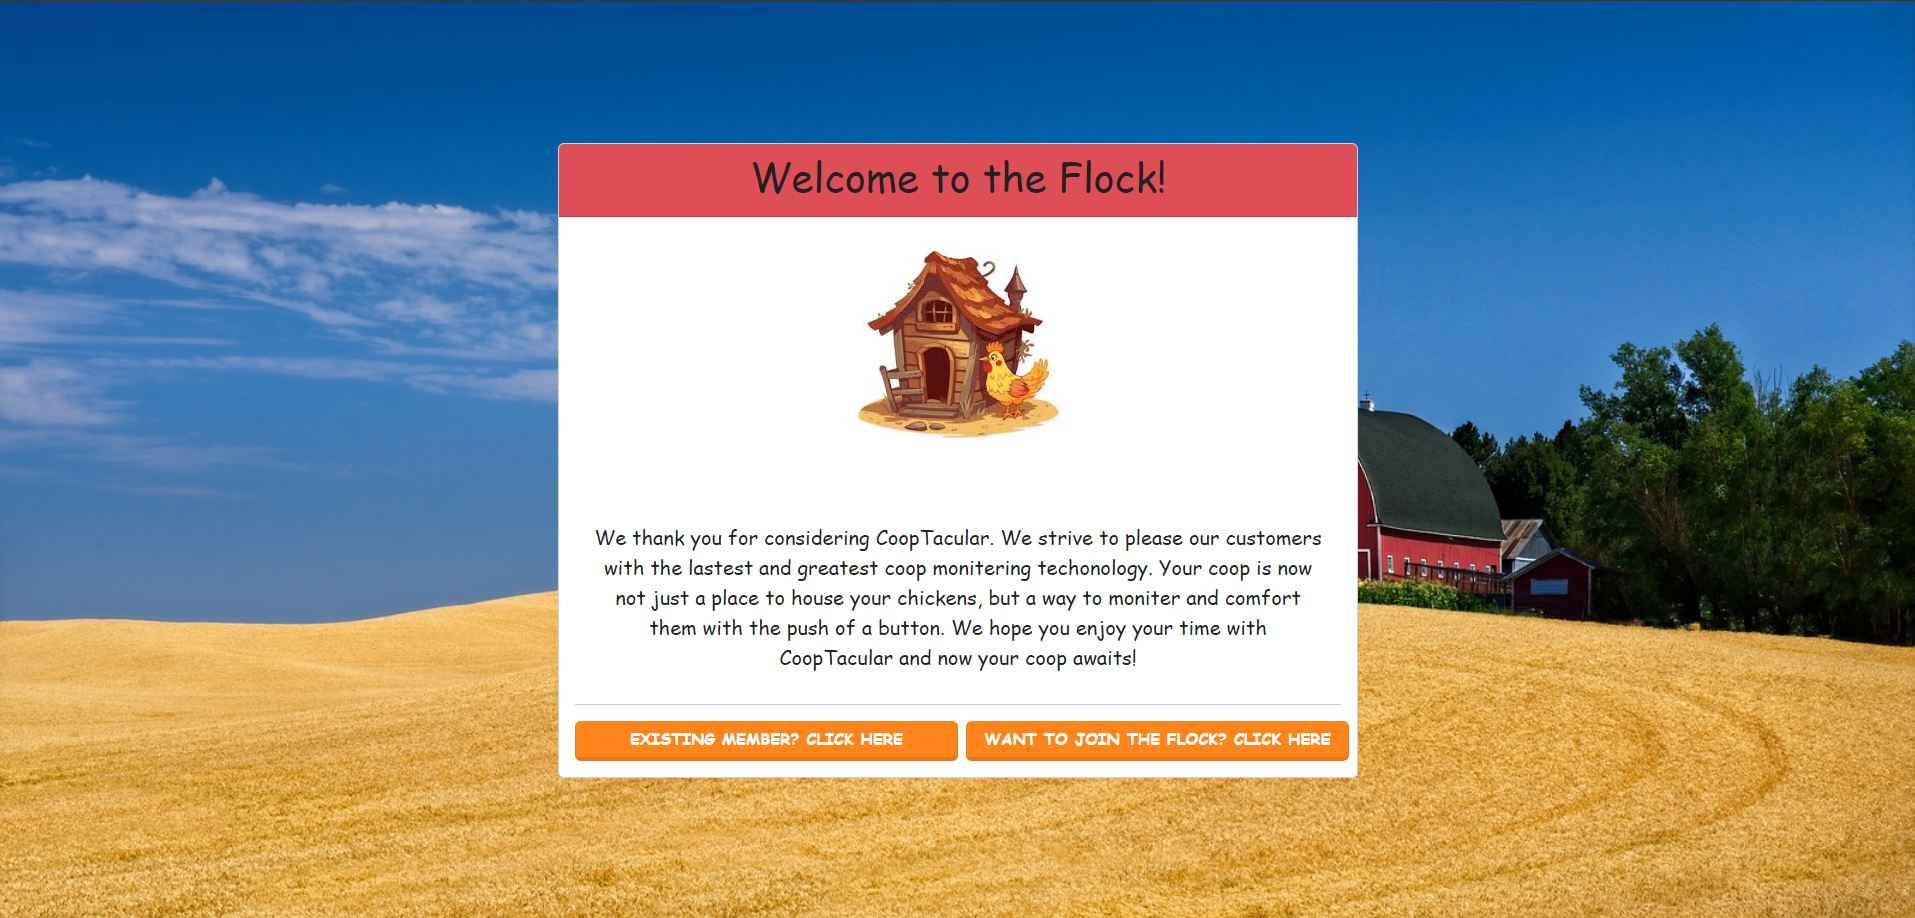 Welcome to the Flock!
We thank you for considering CoopTacular. We strive to please our customers
with the lastest and greatest coop monitering techonology. Your coop is now
not just a place to house your chickens, but a way to moniter and comfort
them with the push of a button. We hope you enjoy your time with
CoopTacular and now your coop awaits!
EXISTING MEMBER? CLICK HERE
WANT TO JOIN THE FLOCK? CLICK HERE